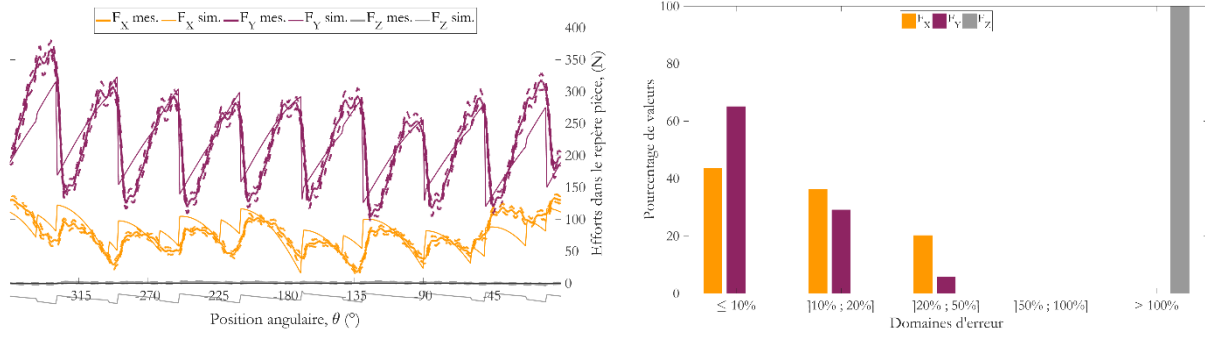 F_X mes. F_X sim. F_Y mes. F_Y sim. F_Z mes. F_Z sim.
400
350
300
250
200
150
100
50
0
Efforts dans le repère pièce, (N)
-315 -270 -225 -180 -135 -90 -45
Position angulaire, θ (°)
F_X F_Y F_Z
100
80
60
40
20
0
Pourcentage de valeurs
≤ 10% ]10% ; 20%] ]20% ; 50%] ]50% ; 100%] > 100%
Domaines d'erreur